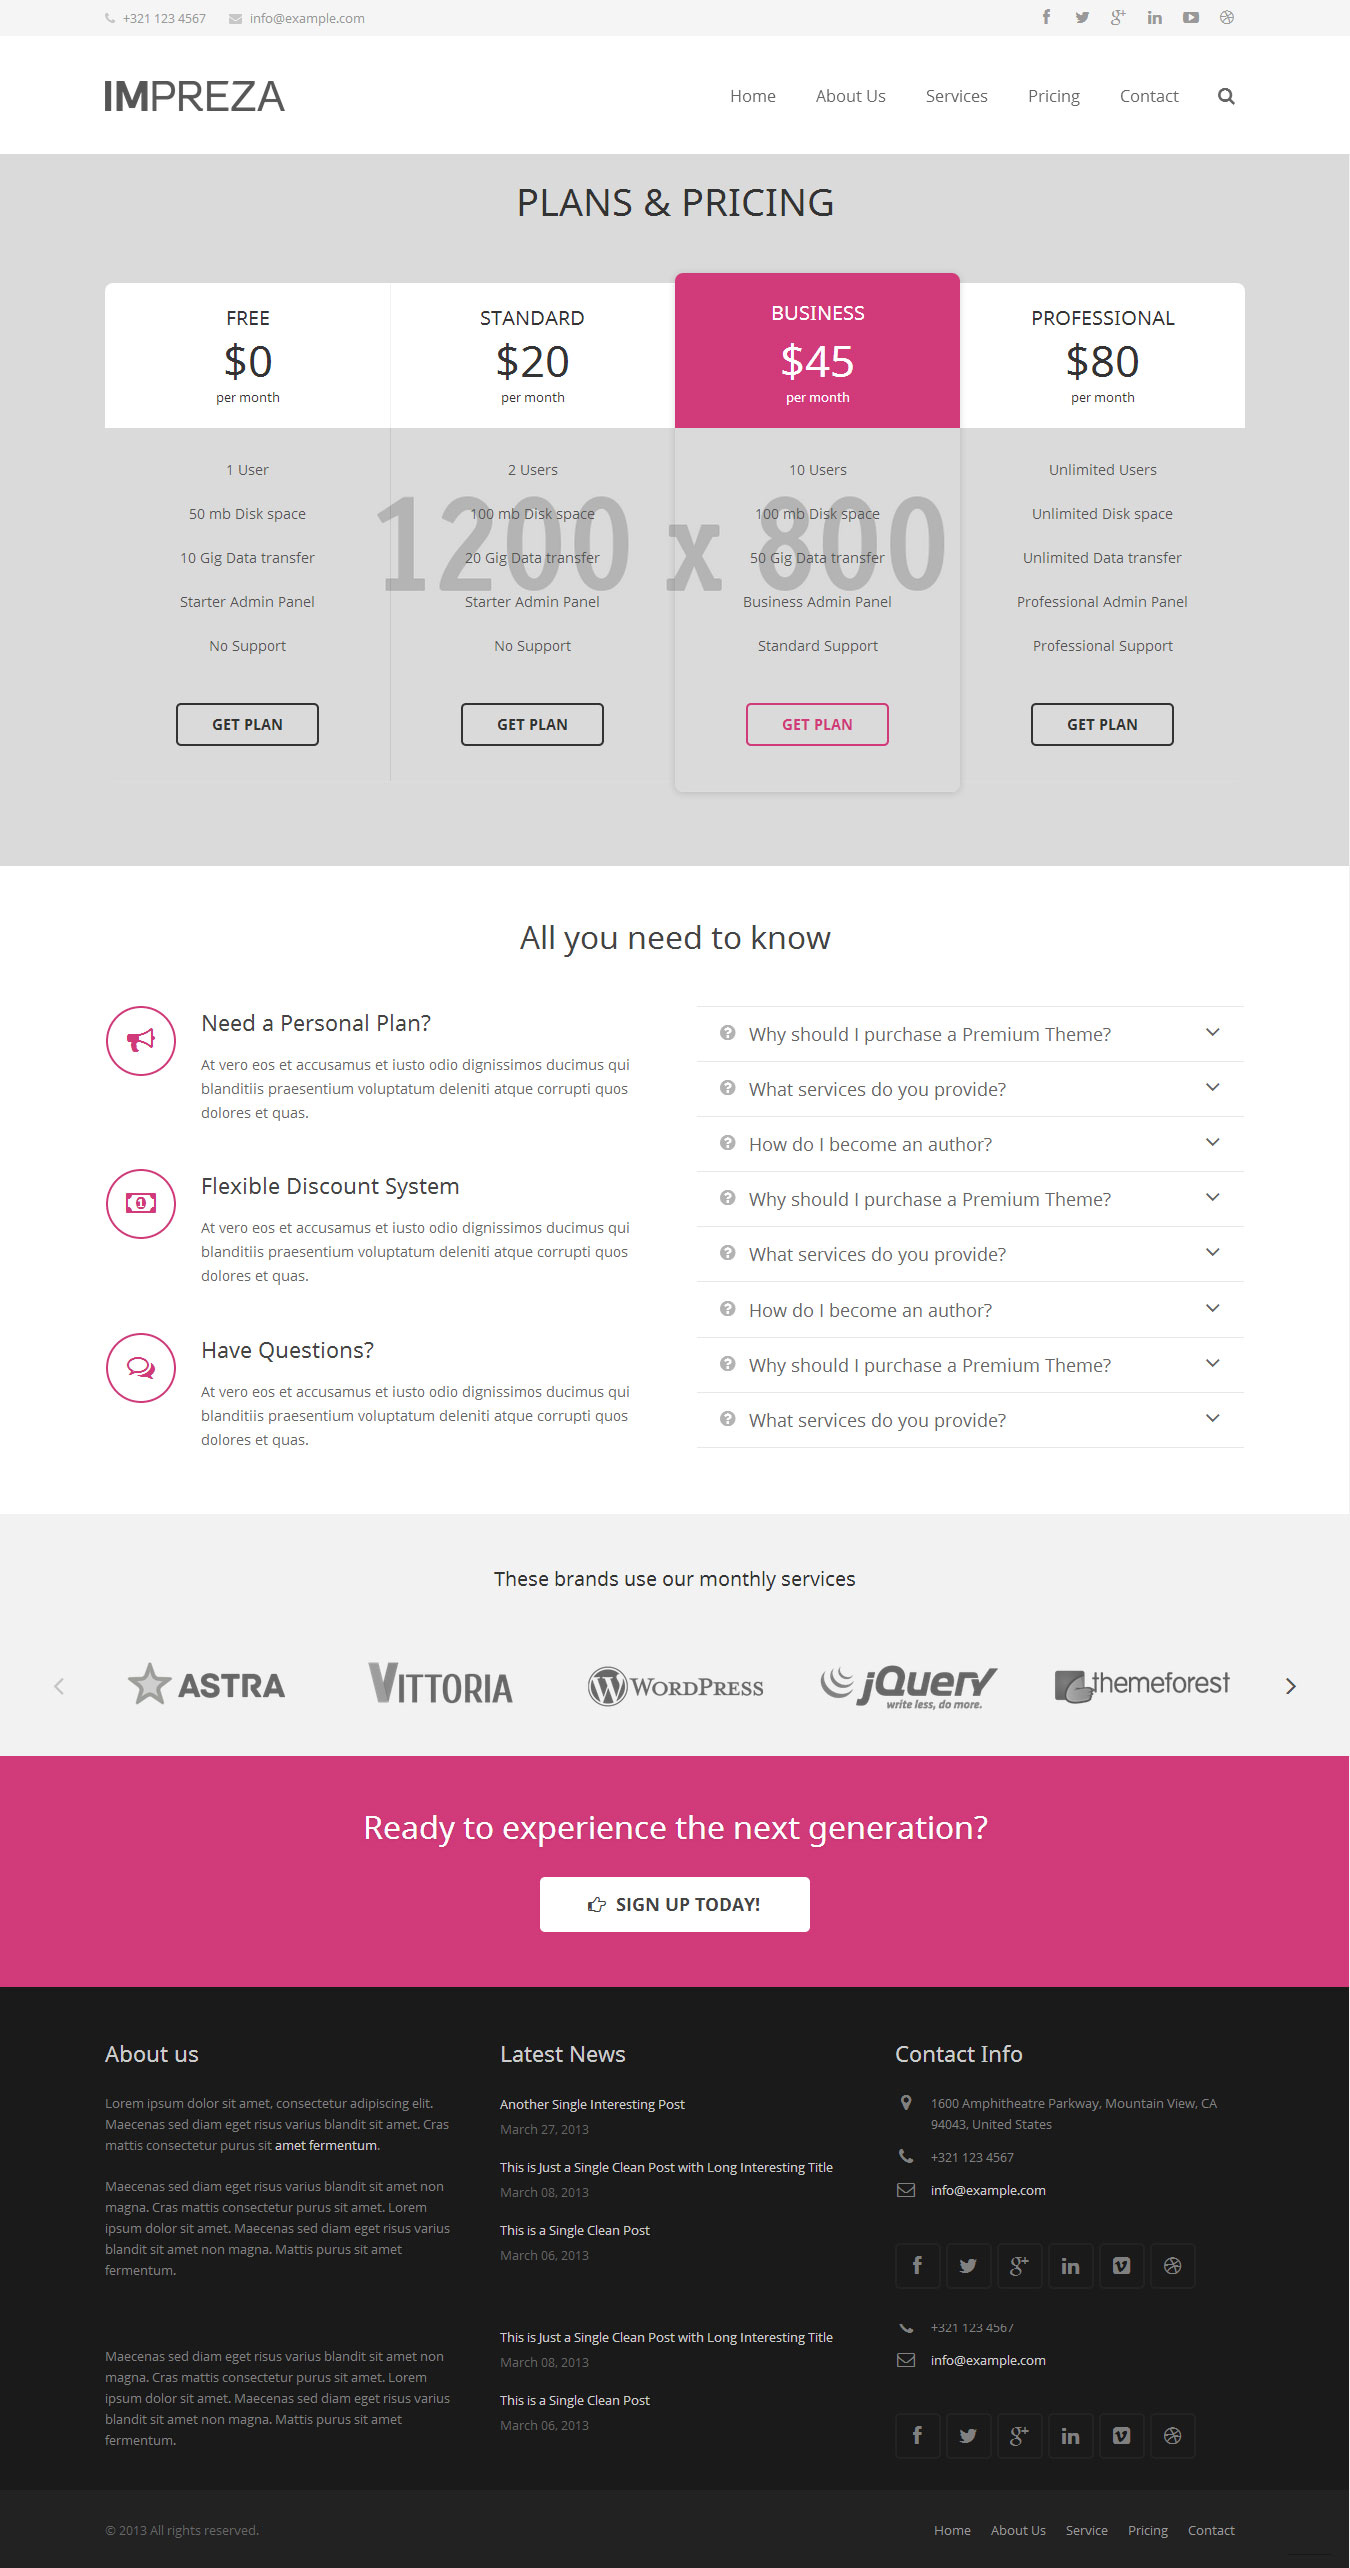 +321 123 4567 info@example.com
IMPREZA
Home About Us Services Pricing Contact
PLANS & PRICING
FREE
$0
per month
1 User
50 mb Disk space
10 Gig Data transfer
Starter Admin Panel
No Support
GET PLAN
STANDARD
$20
per month
2 Users
100 mb Disk space
20 Gig Data transfer
Starter Admin Panel
No Support
GET PLAN
BUSINESS
$45
per month
10 Users
100 mb Disk space
50 Gig Data transfer
Business Admin Panel
Standard Support
GET PLAN
PROFESSIONAL
$80
per month
Unlimited Users
Unlimited Disk space
Unlimited Data transfer
Professional Admin Panel
Professional Support
GET PLAN
1200 x 800
All you need to know
Need a Personal Plan?
At vero eos et accusamus et iusto odio dignissimos ducimus qui
blanditiis praesentium voluptatum deleniti atque corrupti quos
dolores et quas.
Flexible Discount System
At vero eos et accusamus et iusto odio dignissimos ducimus qui
blanditiis praesentium voluptatum deleniti atque corrupti quos
dolores et quas.
Have Questions?
At vero eos et accusamus et iusto odio dignissimos ducimus qui
blanditiis praesentium voluptatum deleniti atque corrupti quos
dolores et quas.
Why should I purchase a Premium Theme?
What services do you provide?
How do I become an author?
Why should I purchase a Premium Theme?
What services do you provide?
How do I become an author?
Why should I purchase a Premium Theme?
What services do you provide?
These brands use our monthly services
ASTRA
VITTORIA
WORDPRESS
jQuery
write less, do more.
themeforest
Ready to experience the next generation?
SIGN UP TODAY!
About us
Lorem ipsum dolor sit amet, consectetur adipiscing elit.
Maecenas sed diam eget risus varius blandit sit amet. Cras
mattis consectetur purus sit amet fermentum.
Maecenas sed diam eget risus varius blandit sit amet non
magna. Cras mattis consectetur purus sit amet. Lorem
ipsum dolor sit amet. Maecenas sed diam eget risus varius
blandit sit amet non magna. Mattis purus sit amet
fermentum.
Maecenas sed diam eget risus varius blandit sit amet non
magna. Cras mattis consectetur purus sit amet. Lorem
ipsum dolor sit amet. Maecenas sed diam eget risus varius
blandit sit amet non magna. Mattis purus sit amet
fermentum.
Latest News
Another Single Interesting Post
March 27, 2013
This is Just a Single Clean Post with Long Interesting Title
March 08, 2013
This is a Single Clean Post
March 06, 2013
This is Just a Single Clean Post with Long Interesting Title
March 08, 2013
This is a Single Clean Post
March 06, 2013
Contact Info
1600 Amphitheatre Parkway, Mountain View, CA
94043, United States
+321 123 4567
info@example.com
+321 123 4567
info@example.com
© 2013 All rights reserved.
Home About Us Service Pricing Contact